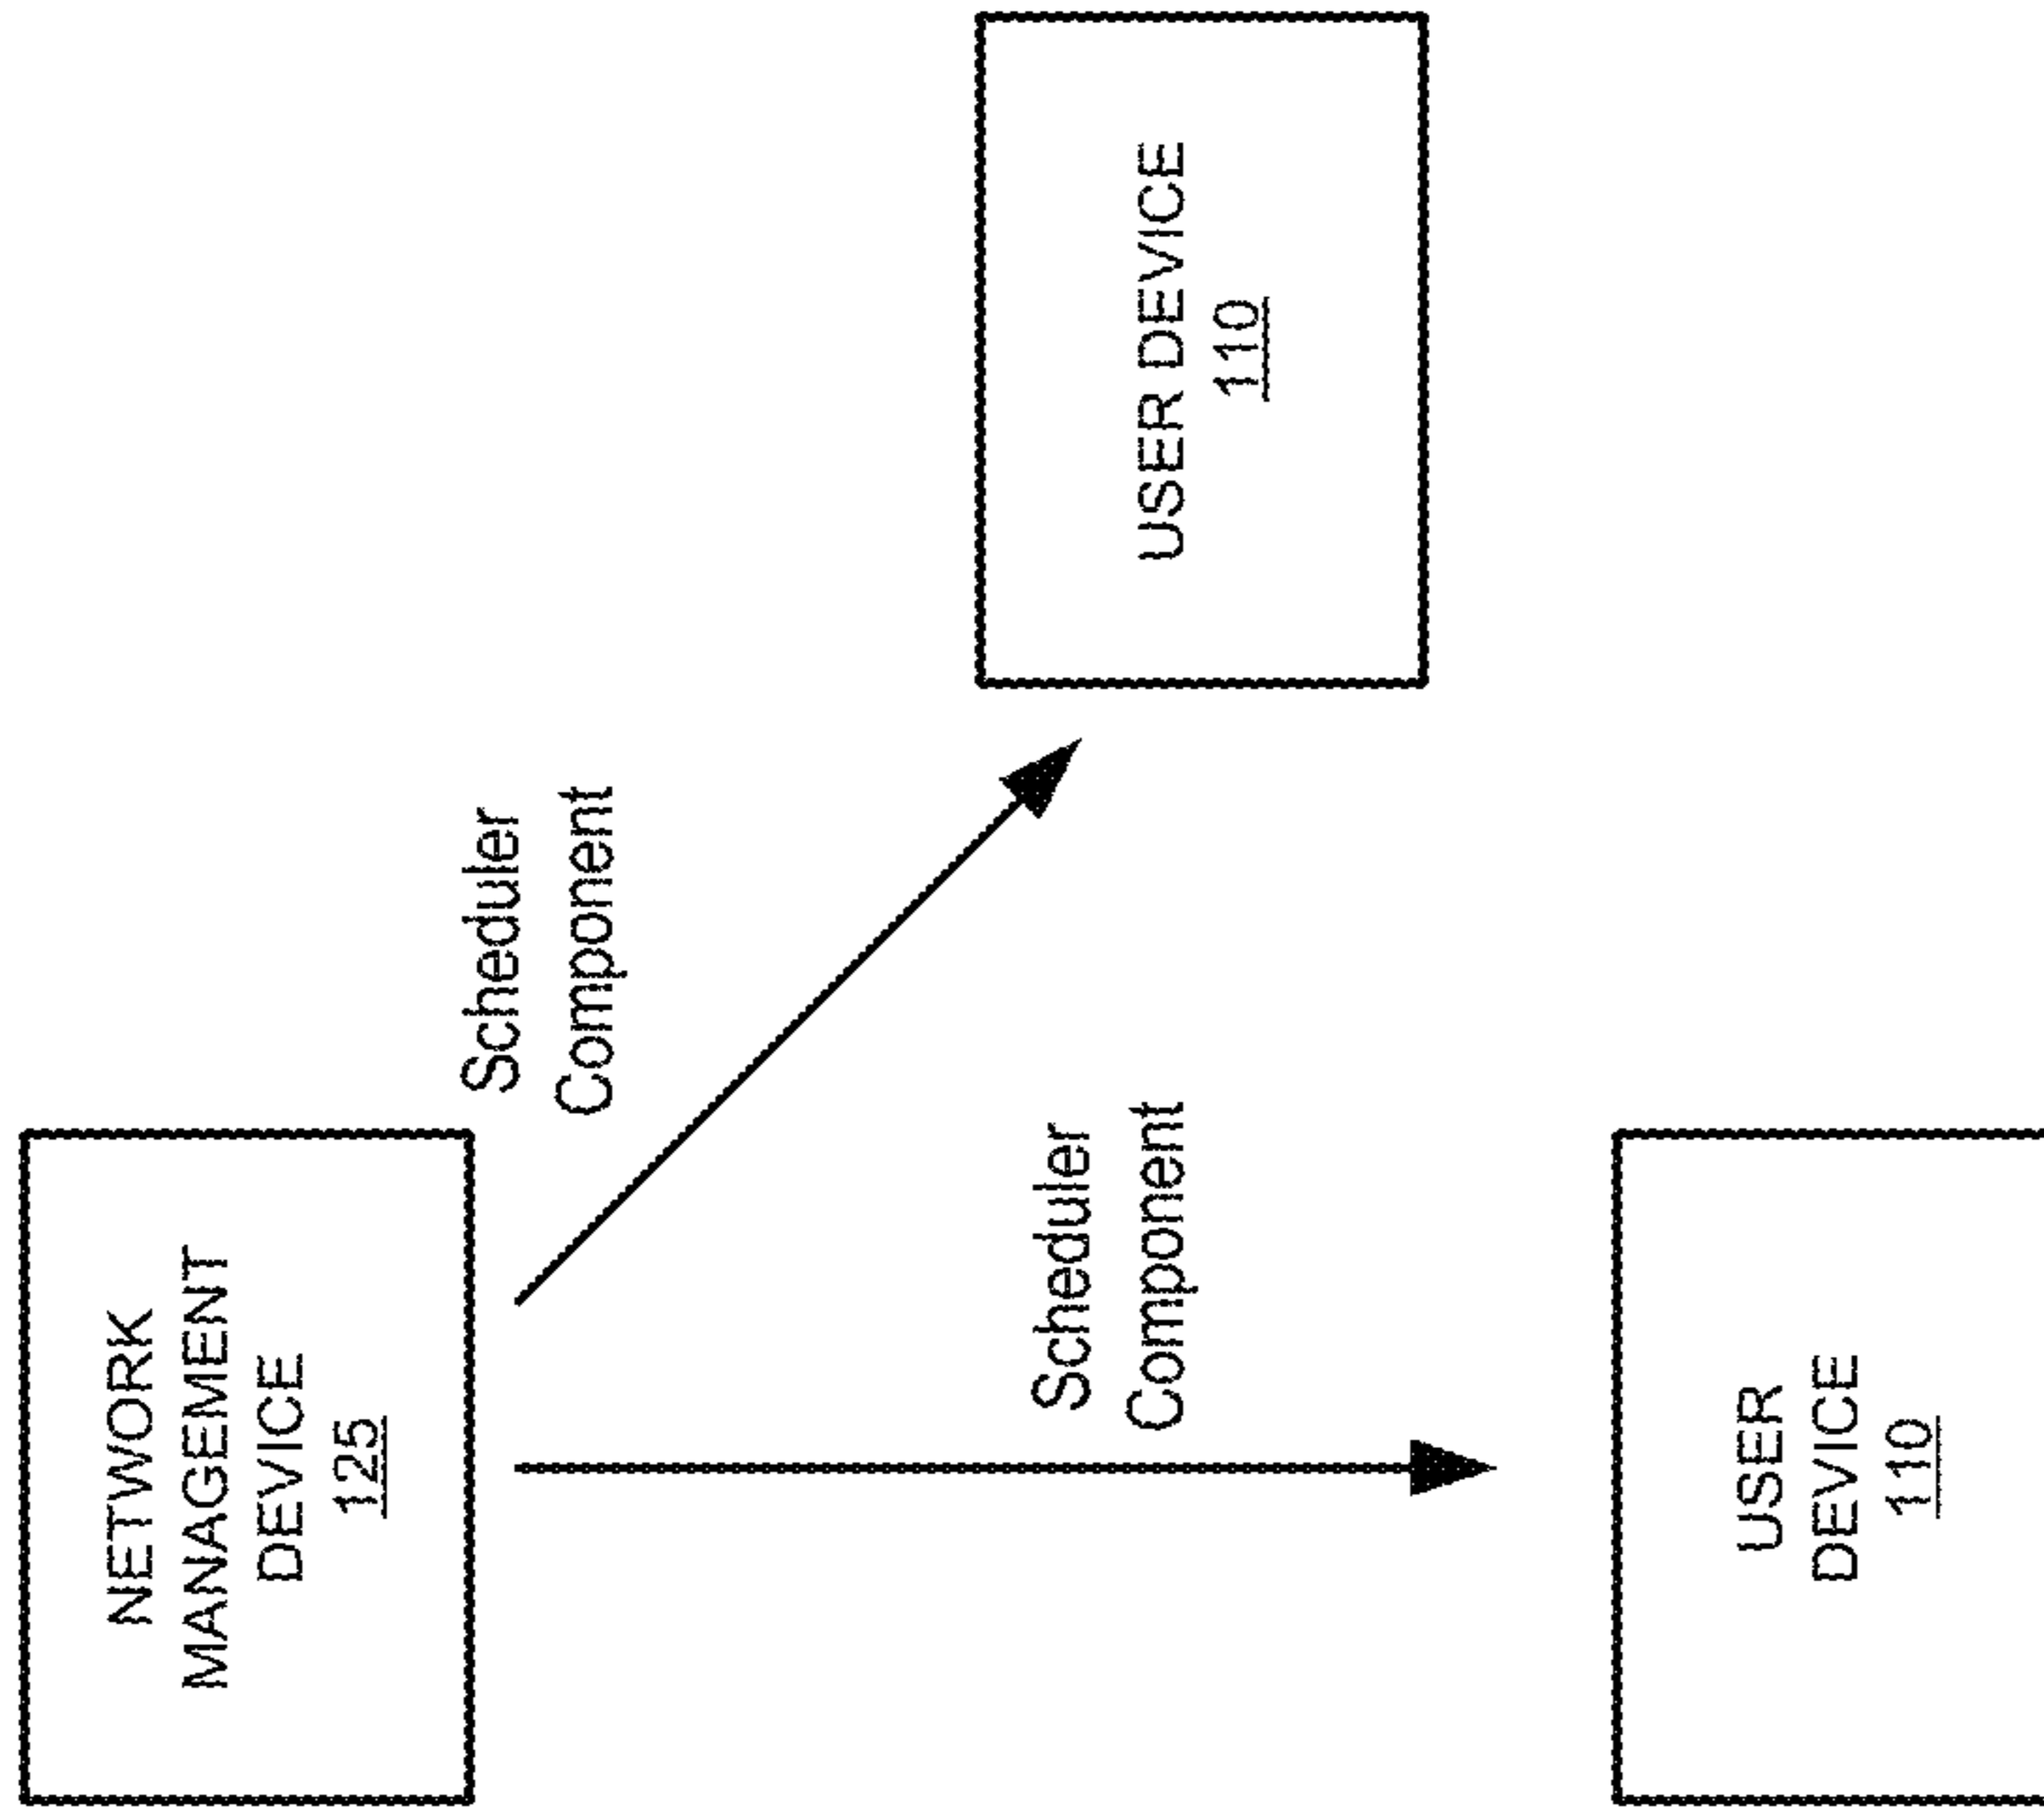 NETWORK
MANAGEMENT
DEVICE
125
Scheduler
Component
Scheduler
Component
USER DEVICE
110
USER
DEVICE
110